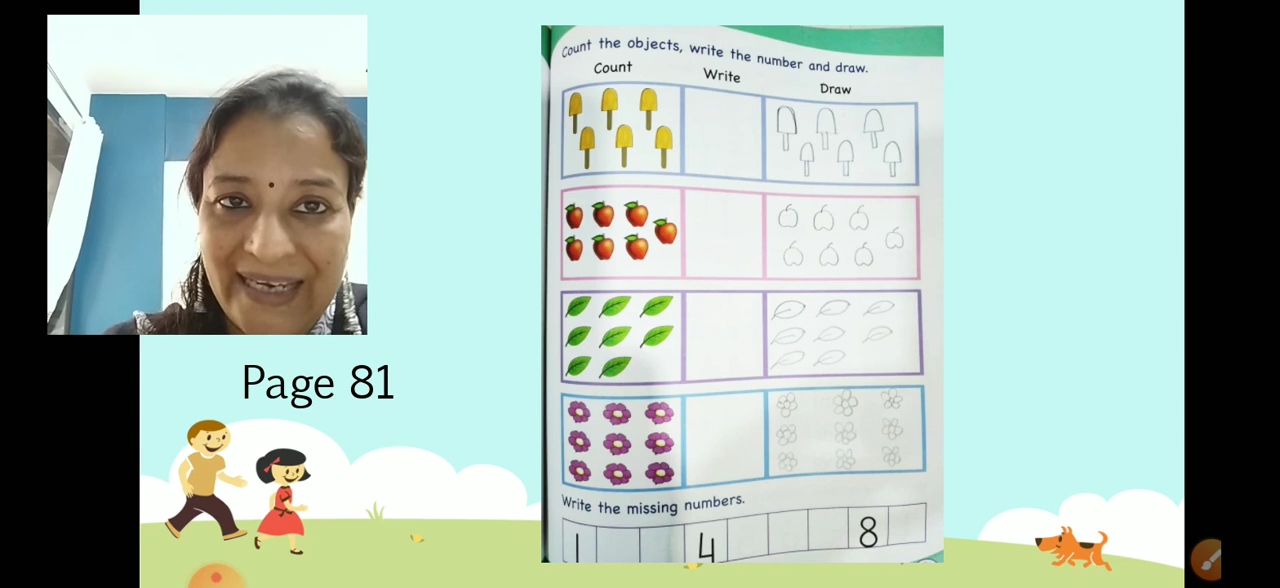 Count the objects, write the number and draw.
Count Write Draw
Page 81
Write the missing numbers.
1 4 8